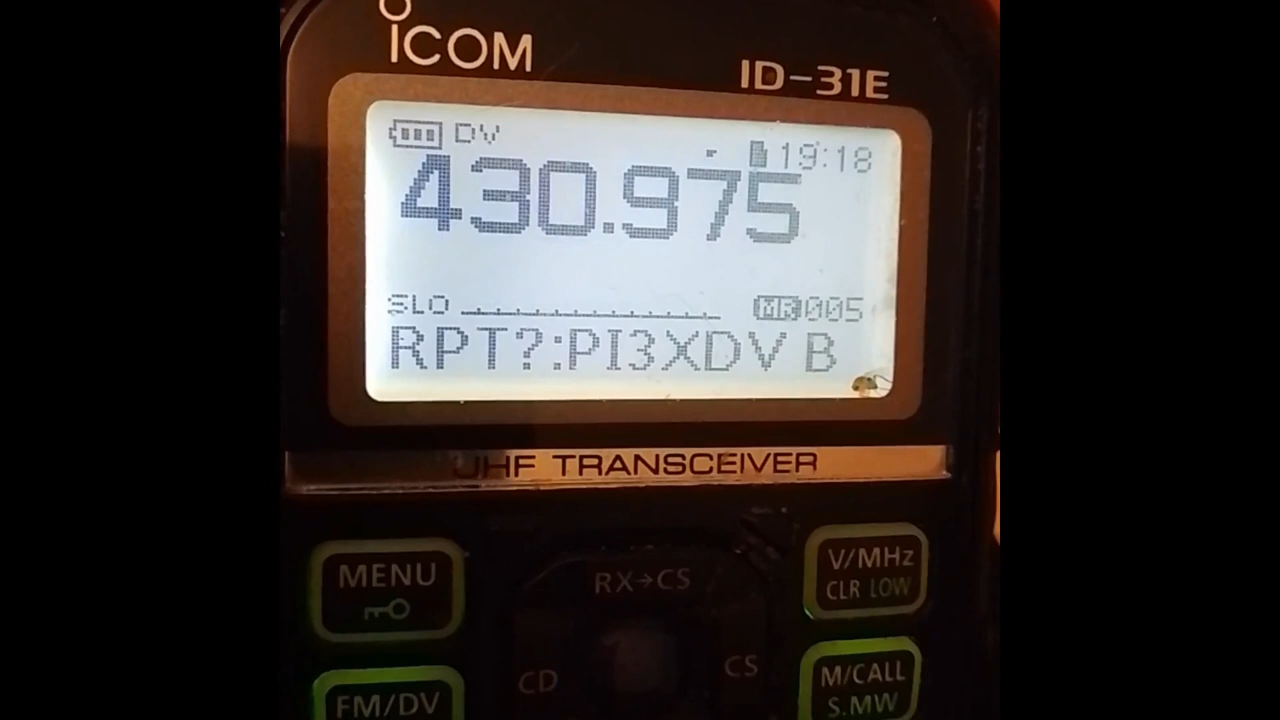 ICOM
ID-31E
DV
19:18
430.975
SLO
MR 005
RPT?:PI3XDV B
UHF TRANSCEIVER
MENU
RX→CS
V/MHz
CLR LOW
CD
CS
M/CALL
S.MW
FM/DV